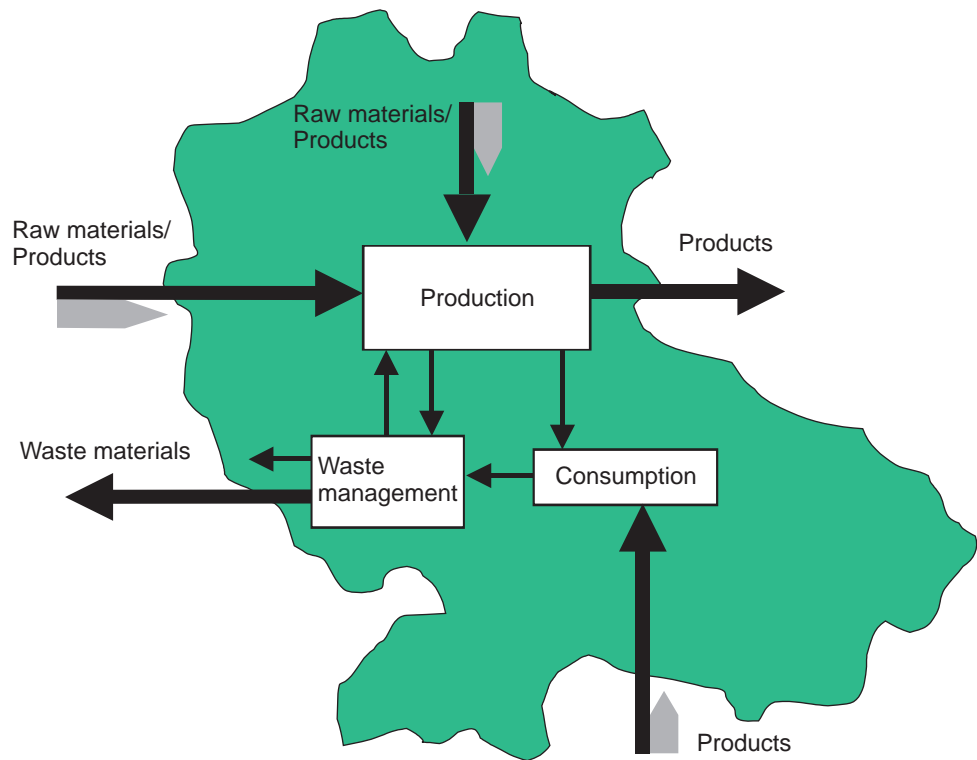 Raw materials/
Products
Raw materials/
Products
Products
Production
Waste materials
Waste
management
Consumption
Products